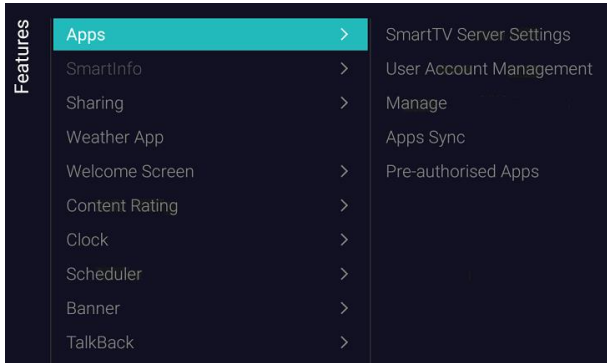 Features
Apps
SmartInfo
Sharing
Weather App
Welcome Screen
Content Rating
Clock
Scheduler
Banner
TalkBack
SmartTV Server Settings
User Account Management
Manage
Apps Sync
Pre-authorised Apps